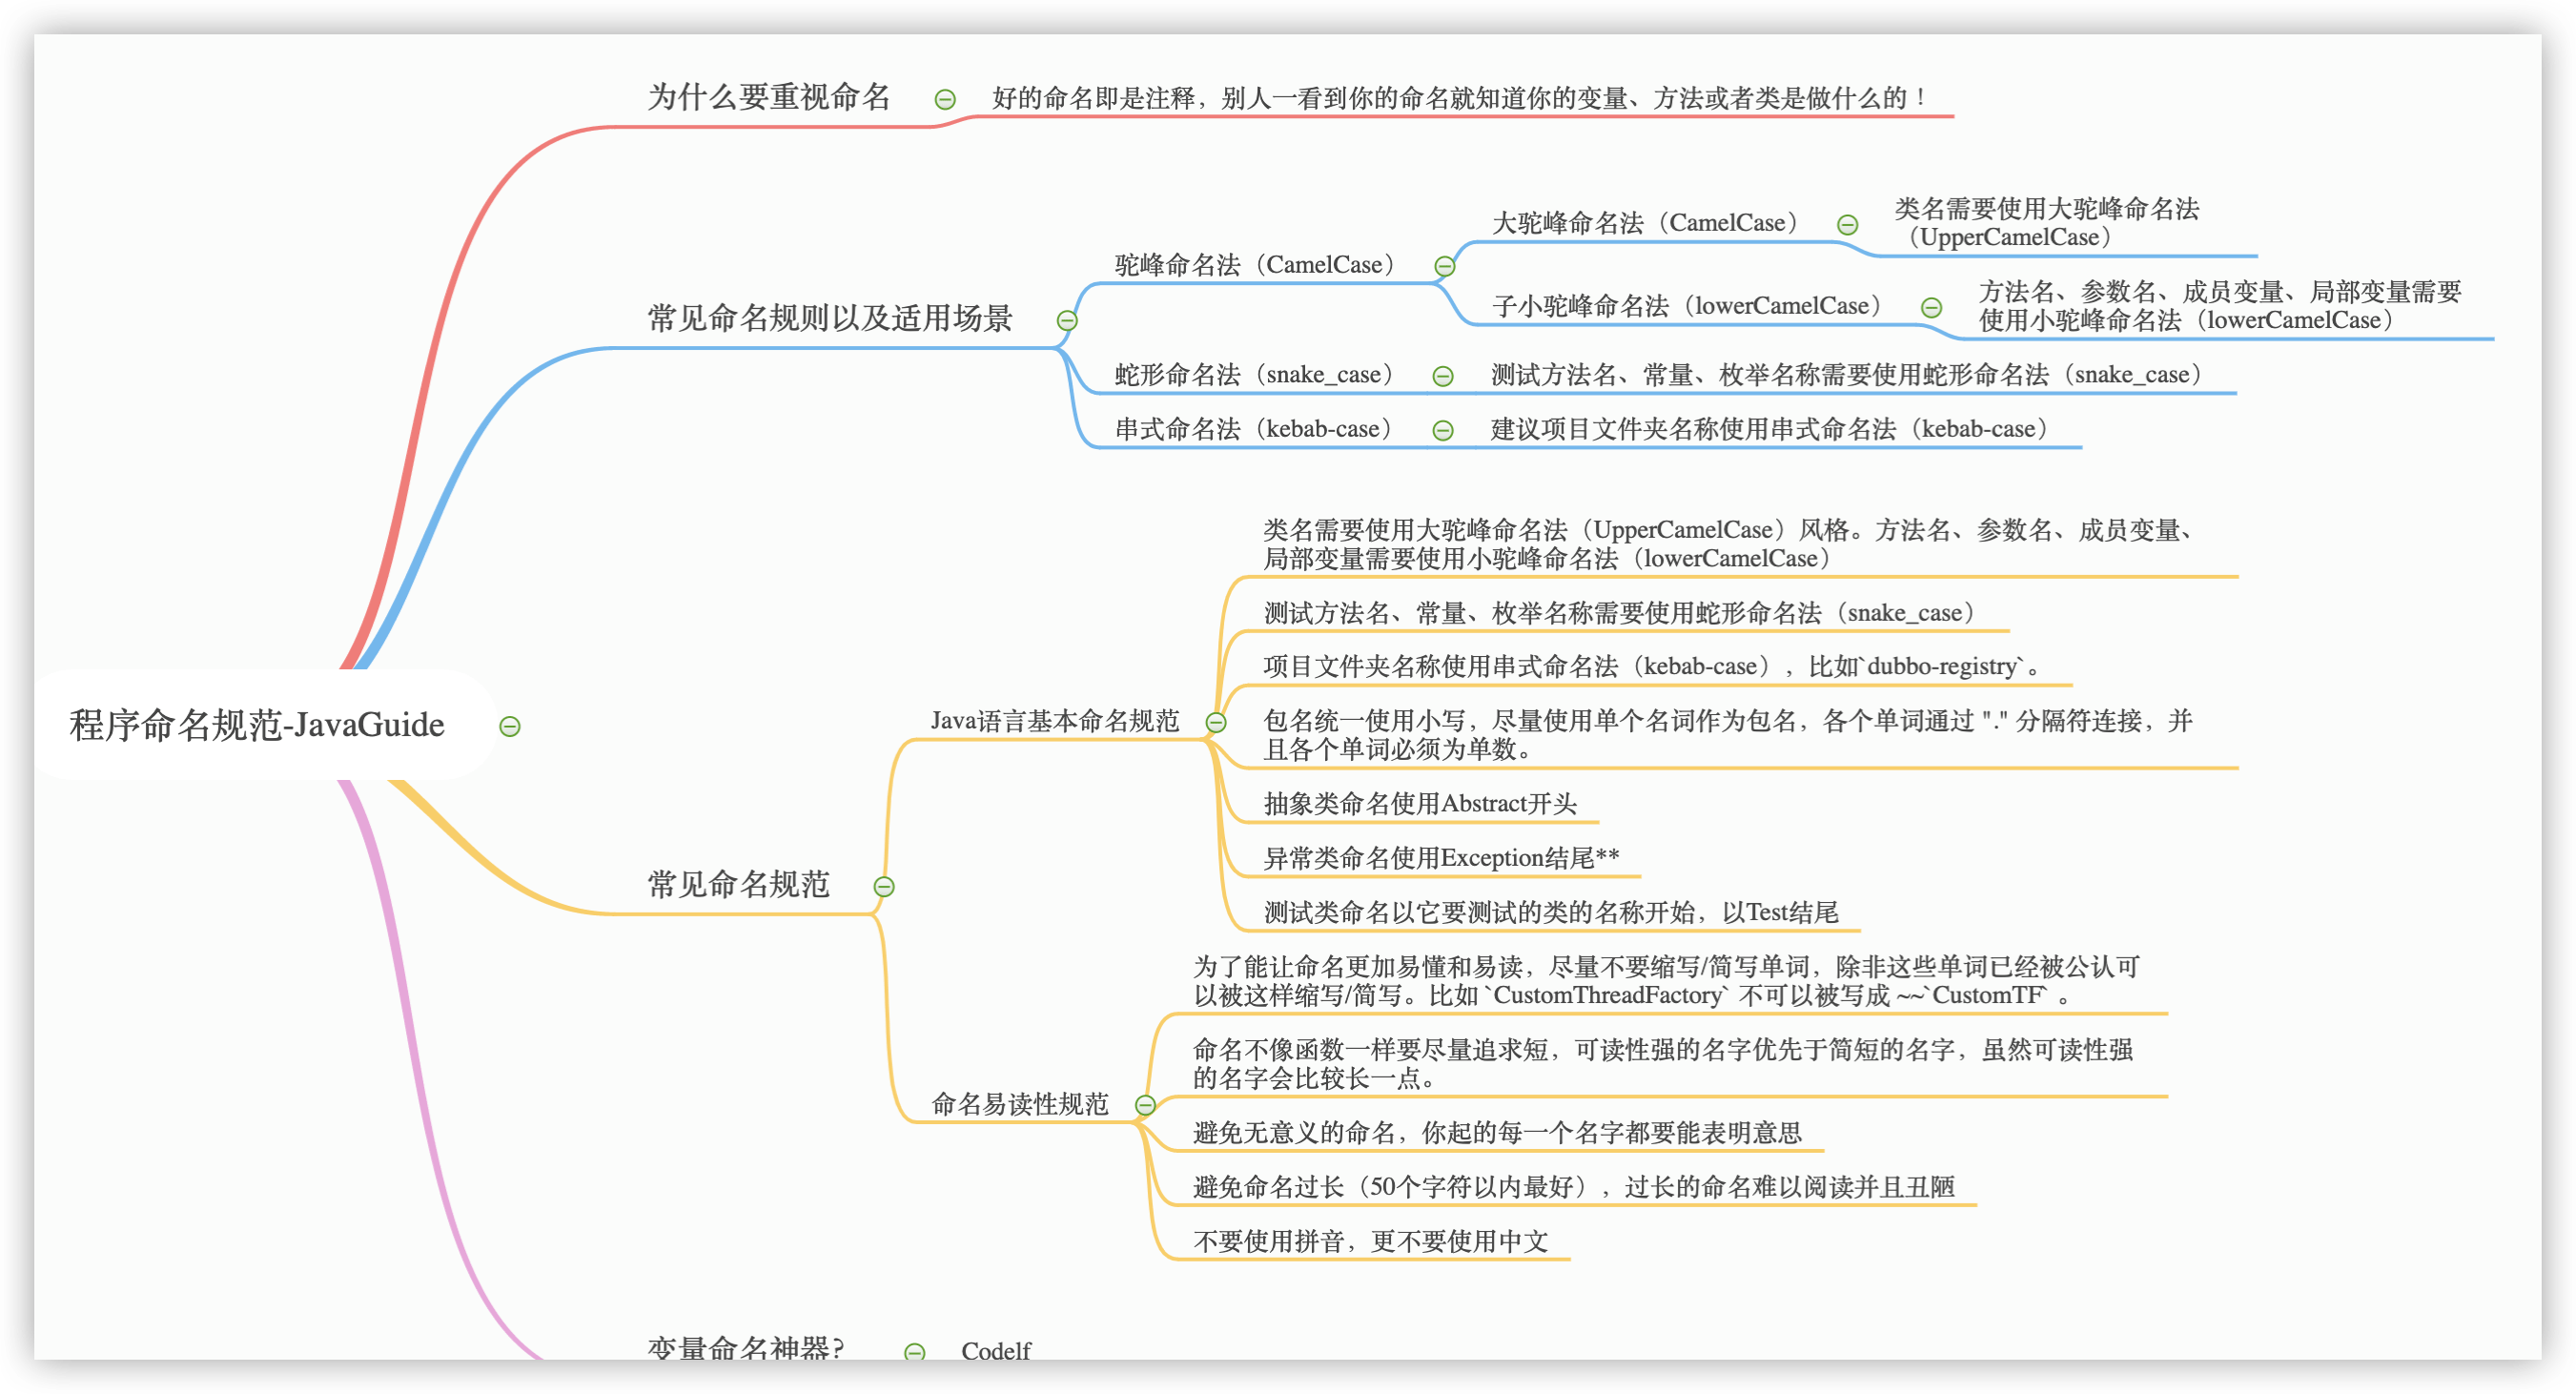 为什么要重视命名
好的命名即是注释，别人一看到你的命名就知道你的变量、方法或者类是做什么的！
常见命名规则以及适用场景
驼峰命名法（CamelCase）
大驼峰命名法（CamelCase）
类名需要使用大驼峰命名法
（UpperCamelCase）
子小驼峰命名法（lowerCamelCase）
方法名、参数名、成员变量、局部变量需要
使用小驼峰命名法（lowerCamelCase）
蛇形命名法（snake_case）
测试方法名、常量、枚举名称需要使用蛇形命名法（snake_case）
串式命名法（kebab-case）
建议项目文件夹名称使用串式命名法（kebab-case）
程序命名规范-JavaGuide
常见命名规范
Java语言基本命名规范
类名需要使用大驼峰命名法（UpperCamelCase）风格。方法名、参数名、成员变量、
局部变量需要使用小驼峰命名法（lowerCamelCase）
测试方法名、常量、枚举名称需要使用蛇形命名法（snake_case）
项目文件夹名称使用串式命名法（kebab-case），比如`dubbo-registry`。
包名统一使用小写，尽量使用单个名词作为包名，各个单词通过 "." 分隔符连接，并
且各个单词必须为单数。
抽象类命名使用Abstract开头
异常类命名使用Exception结尾**
测试类命名以它要测试的类的名称开始，以Test结尾
命名易读性规范
为了能让命名更加易懂和易读，尽量不要缩写/简写单词，除非这些单词已经被公认可
以被这样缩写/简写。比如 `CustomThreadFactory` 不可以被写成 ~~`CustomTF` 。
命名不像函数一样要尽量追求短，可读性强的名字优先于简短的名字，虽然可读性强
的名字会比较长一点。
避免无意义的命名，你起的每一个名字都要能表明意思
避免命名过长（50个字符以内最好），过长的命名难以阅读并且丑陋
不要使用拼音，更不要使用中文
变量命名神器?
Codelf